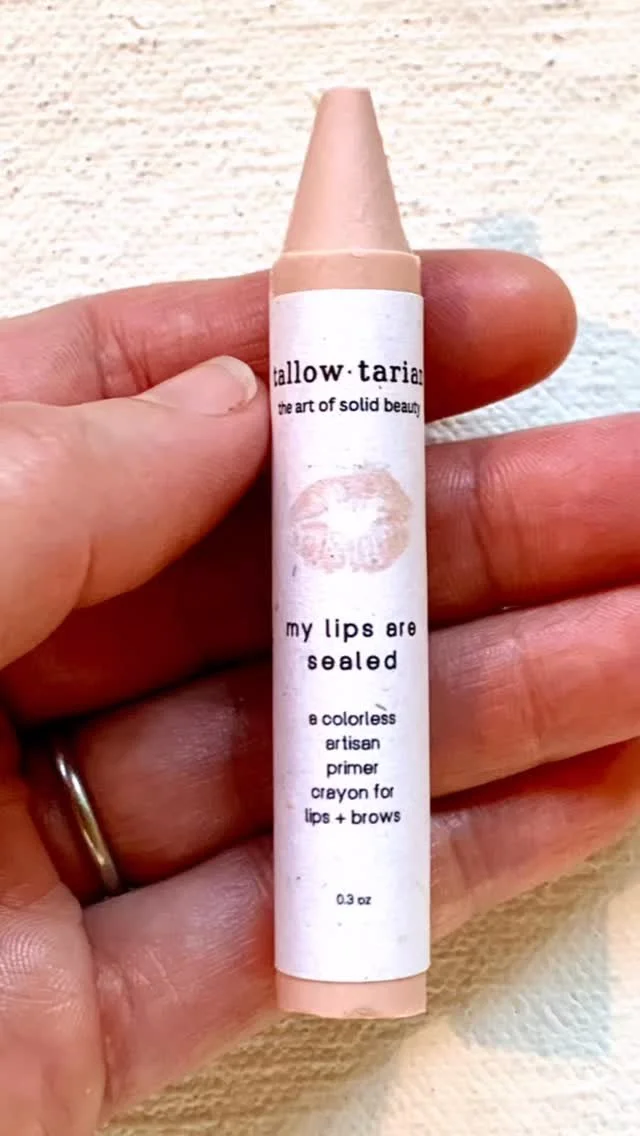 tallow·tarian
the art of solid beauty
my lips are
sealed
a colorless
artisan
primer
crayon for
lips + brows
0.3 oz